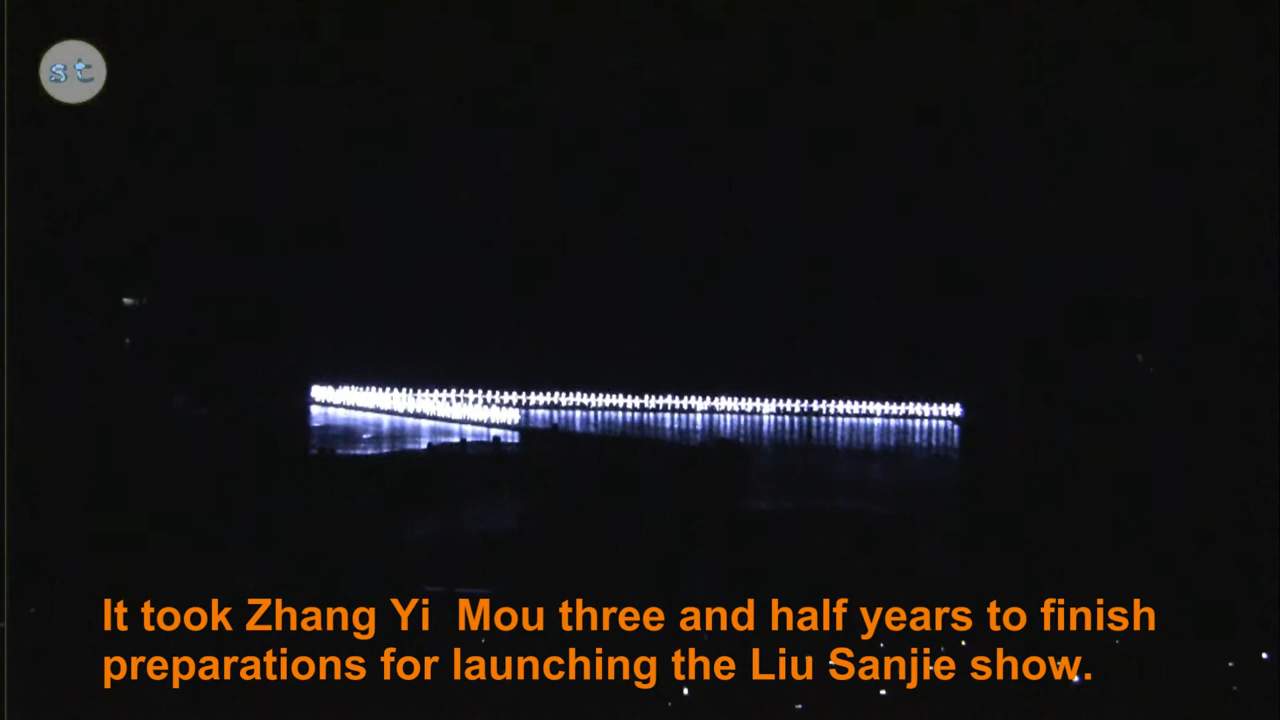 st
It took Zhang Yi  Mou three and half years to finish
preparations for launching the Liu Sanjie show.